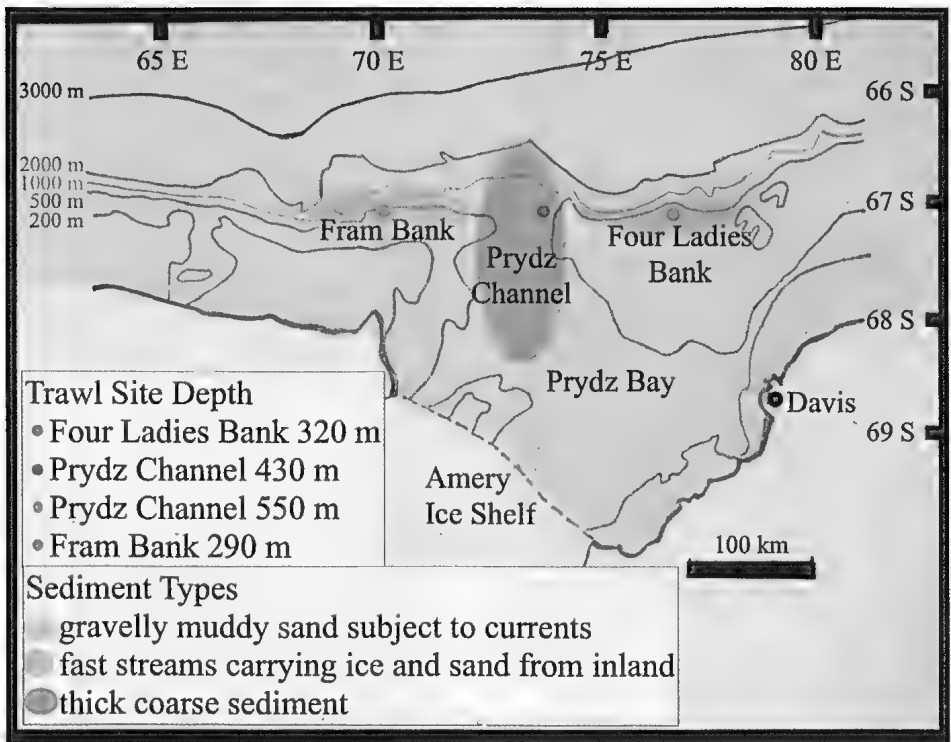 65 E 70 E 75 E 80 E
3000 m
66 S
2000 m
1000 m
500 m
200 m
67 S
Fram Bank
Four Ladies
Bank
Prydz
Channel
68 S
Prydz Bay
Davis
69 S
Amery
Ice Shelf
100 km
Trawl Site Depth
Four Ladies Bank 320 m
Prydz Channel 430 m
Prydz Channel 550 m
Fram Bank 290 m
Sediment Types
gravelly muddy sand subject to currents
fast streams carrying ice and sand from inland
thick coarse sediment